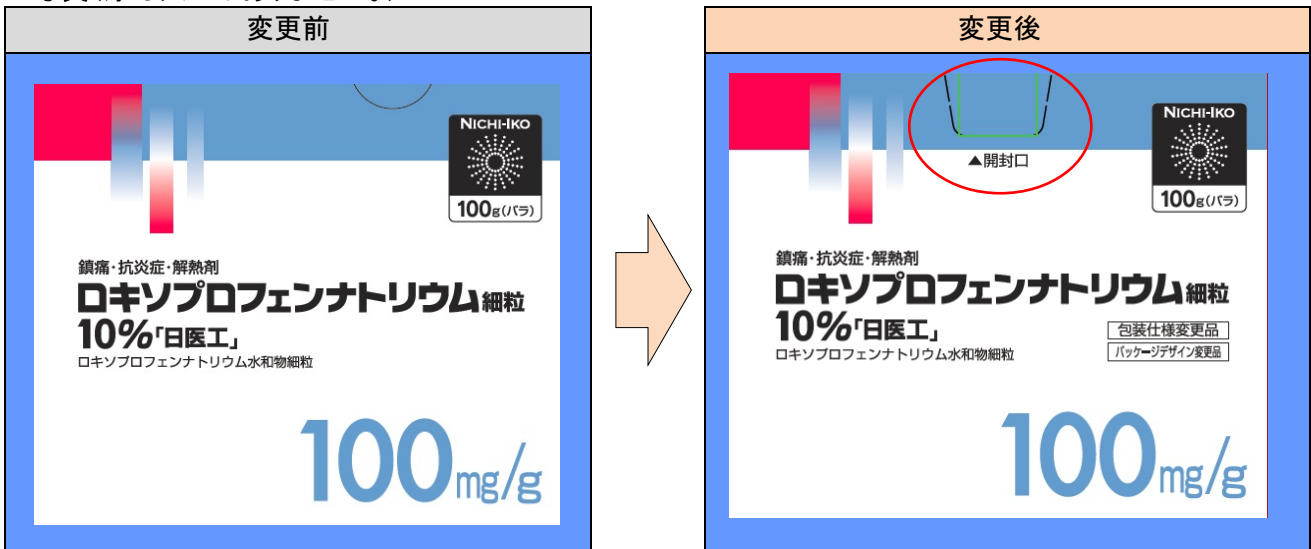 変更前
NICHI-IKO
100g(バラ)
鎮痛・抗炎症・解熱剤
ロキソプロフェンナトリウム細粒
10%「日医工」
ロキソプロフェンナトリウム水和物細粒
100mg/g
変更後
▲開封口
NICHI-IKO
100g(バラ)
鎮痛・抗炎症・解熱剤
ロキソプロフェンナトリウム細粒
10%「日医工」
包装仕様変更品
ロキソプロフェンナトリウム水和物細粒
パッケージデザイン変更品
100mg/g